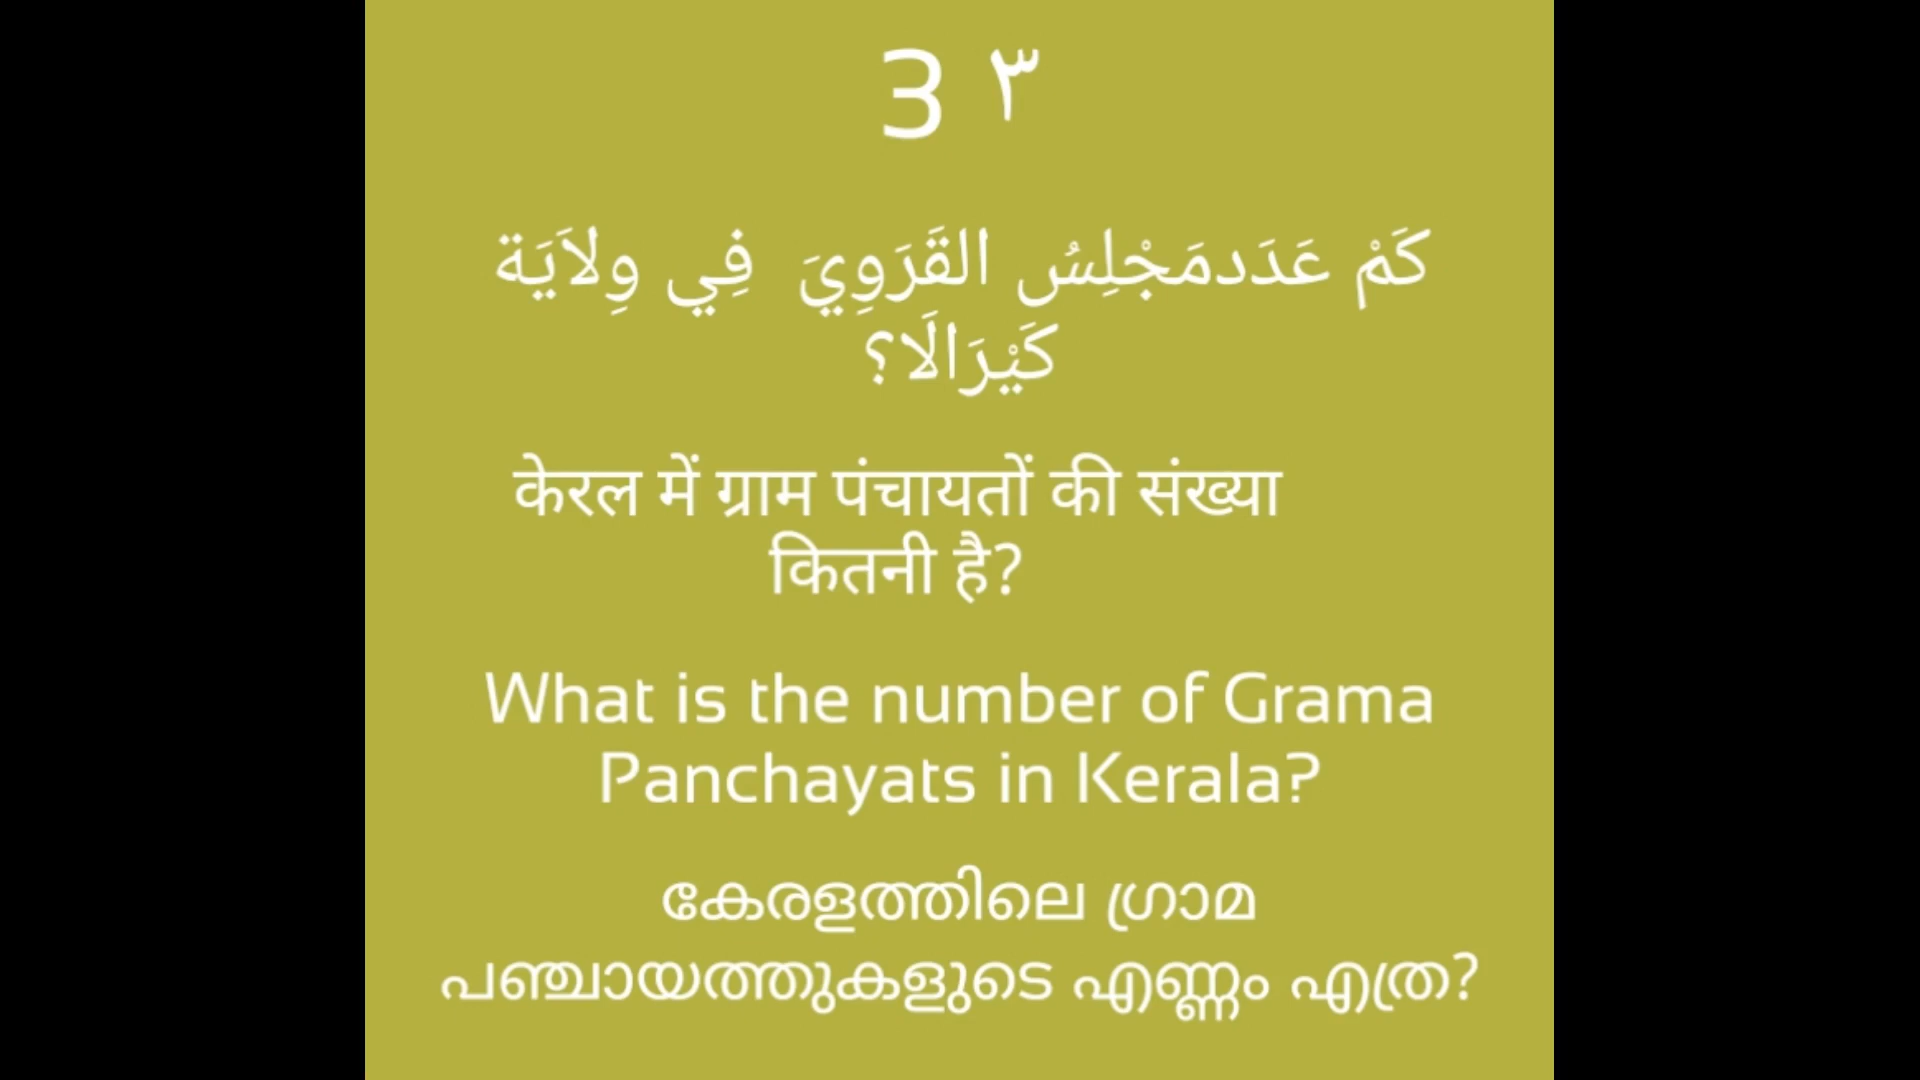 3 ٣
كَمْ عَدَدمَجْلِسُ القَرَوِيَ فِي وِلاَيَة
كَيْرَالَا؟
केरल में ग्राम पंचायतों की संख्या
कितनी है?
What is the number of Grama
Panchayats in Kerala?
കേരളത്തിലെ ഗ്രാമ
പഞ്ചായത്തുകളുടെ എണ്ണം എത്ര?